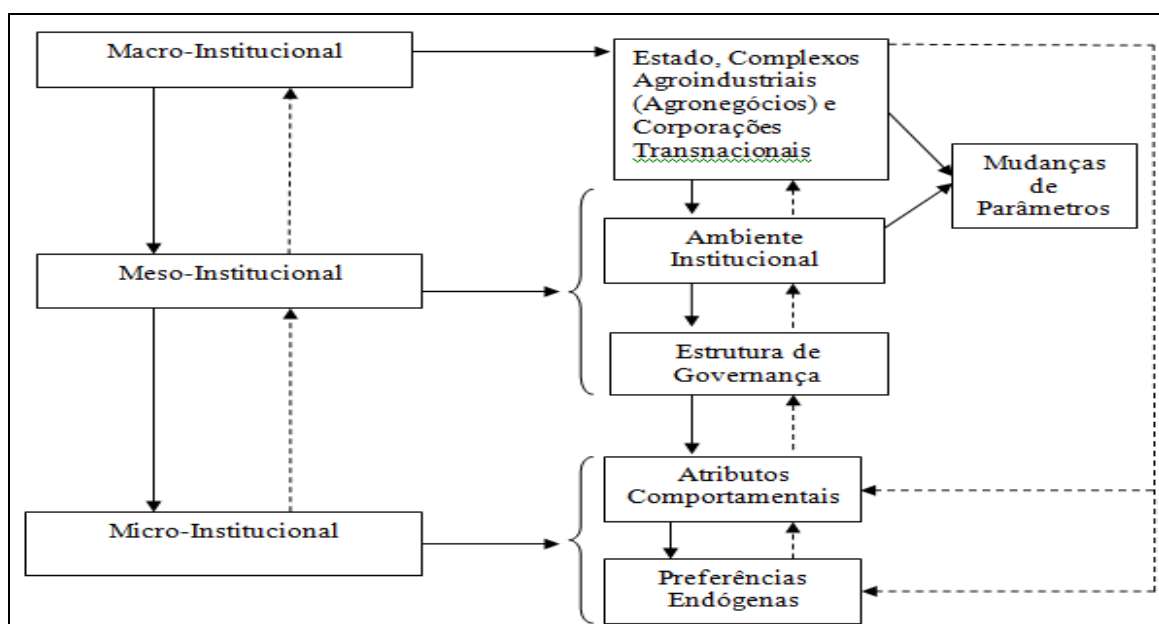 Macro-Institucional
Estado, Complexos
Agroindustriais
(Agronegócios) e
Corporações
Transnacionais
Mudanças
de
Parâmetros
Meso-Institucional
Ambiente
Institucional
Estrutura de
Governança
Micro-Institucional
Atributos
Comportamentais
Preferências
Endógenas